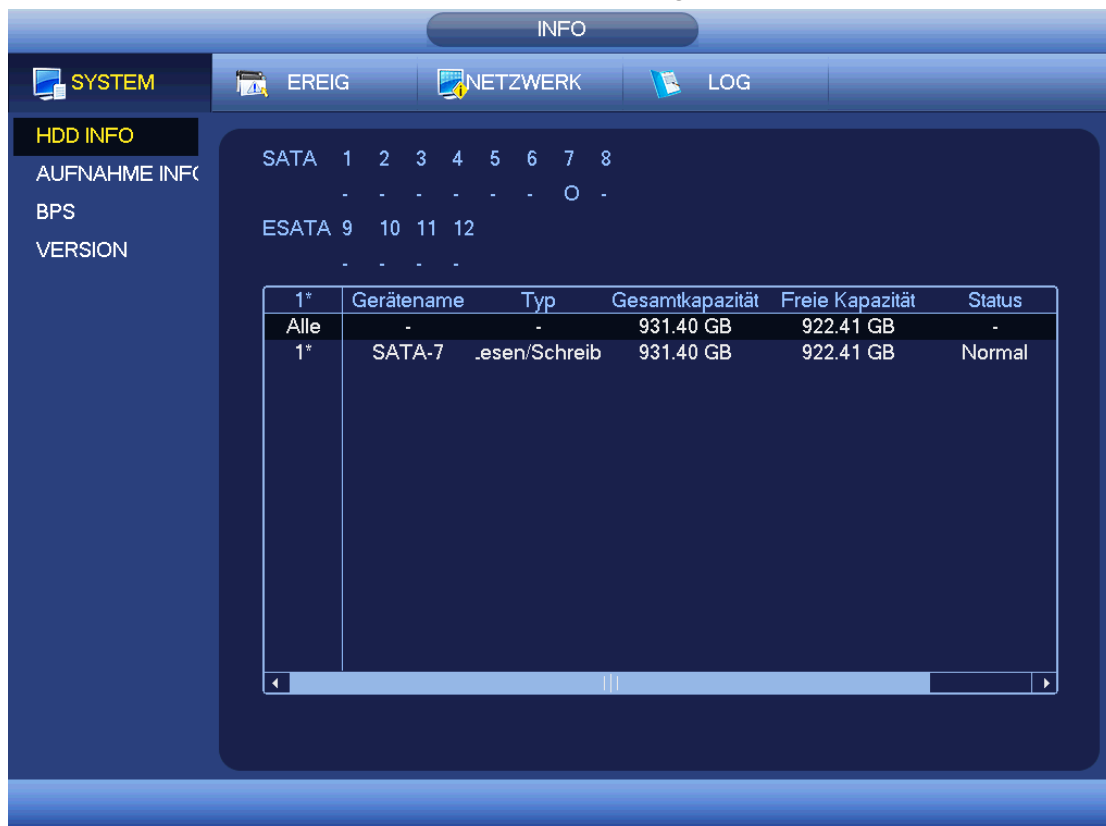 INFO
SYSTEM EREIG NETZWERK LOG
HDD INFO
AUFNAHME INF(
BPS
VERSION
SATA 1 2 3 4 5 6 7 8
- - - - - - O -
ESATA 9 10 11 12
- - - -
1* Gerätename Typ Gesamtkapazität Freie Kapazität Status
Alle - - 931.40 GB 922.41 GB -
1* SATA-7 esen/Schreib 931.40 GB 922.41 GB Normal